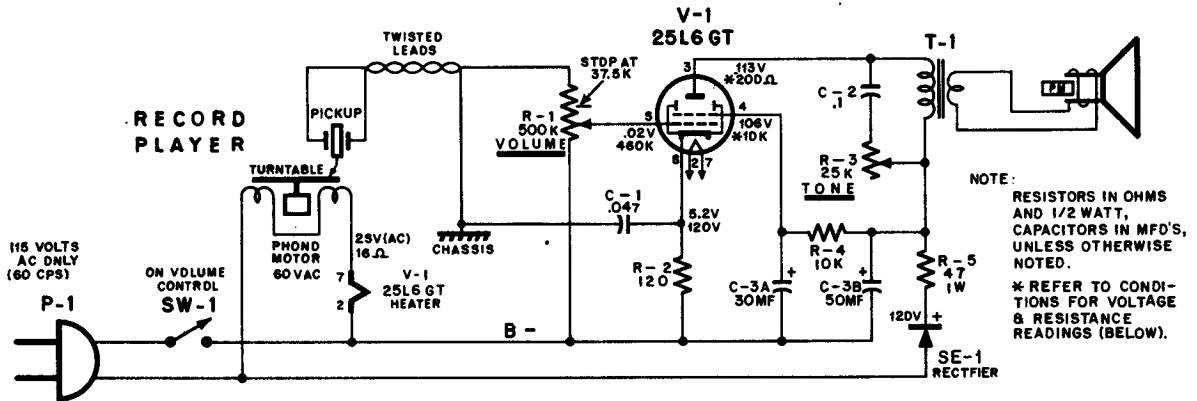 V-1
25L6 GT
T-1
TWISTED
LEADS
STDP AT
37.5K
3
113V
*200Ω
C-2
.1
PM
PICKUP
RECORD
PLAYER
R-1
500K
VOLUME
5
.02V
460K
4
106V
*10K
8
2
7
R-3
25K
TONE
TURNTABLE
NOTE:
RESISTORS IN OHMS
AND 1/2 WATT,
CAPACITORS IN MFD'S,
UNLESS OTHERWISE
NOTED.
* REFER TO CONDI-
TIONS FOR VOLTAGE
& RESISTANCE
READINGS (BELOW).
C-1
.047
5.2V
120V
CHASSIS
PHONO
MOTOR
60VAC
25V(AC)
16Ω
7
2
V-1
25L6 GT
HEATER
R-2
120
R-4
10K
R-5
47
1W
C-3A
30MF
+
C-3B
50MF
+
115 VOLTS
AC ONLY
(60 CPS)
P-1
ON VOLUME
CONTROL
SW-1
B -
120V
+
SE-1
RECTFIER